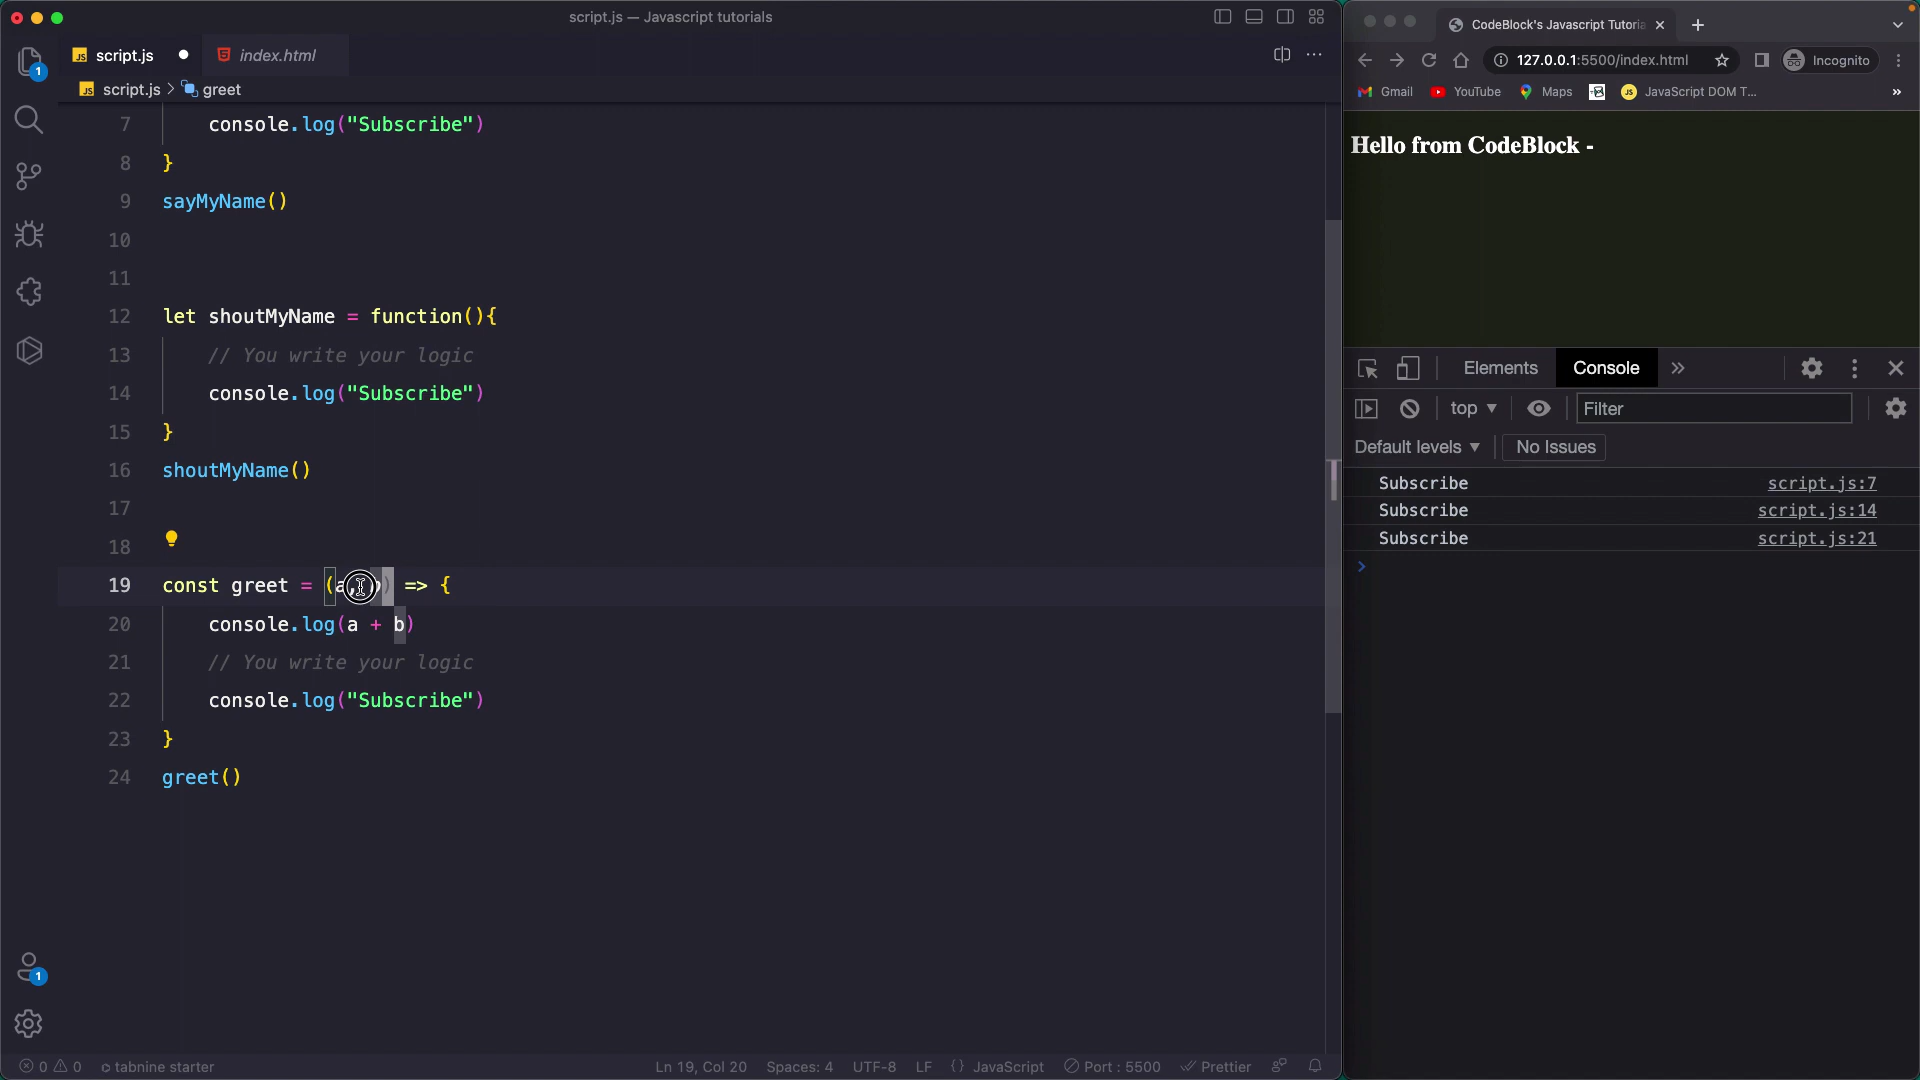 script.js — Javascript tutorials
script.js
index.html
script.js > greet
7 console.log("Subscribe")
8 }
9 sayMyName()
10
11
12 let shoutMyName = function(){
13 // You write your logic
14 console.log("Subscribe")
15 }
16 shoutMyName()
17
18
19 const greet = (a, b) => {
20 console.log(a + b)
21 // You write your logic
22 console.log("Subscribe")
23 }
24 greet()
1
1
0 0 tabnine starter
Ln 19, Col 20 Spaces: 4 UTF-8 LF {} JavaScript Port : 5500 Prettier
CodeBlock's Javascript Tutoria
127.0.0.1:5500/index.html
Incognito
Gmail YouTube Maps JS JavaScript DOM T... »
Hello from CodeBlock -
Elements Console »
top Filter
Default levels No Issues
Subscribe script.js:7
Subscribe script.js:14
Subscribe script.js:21